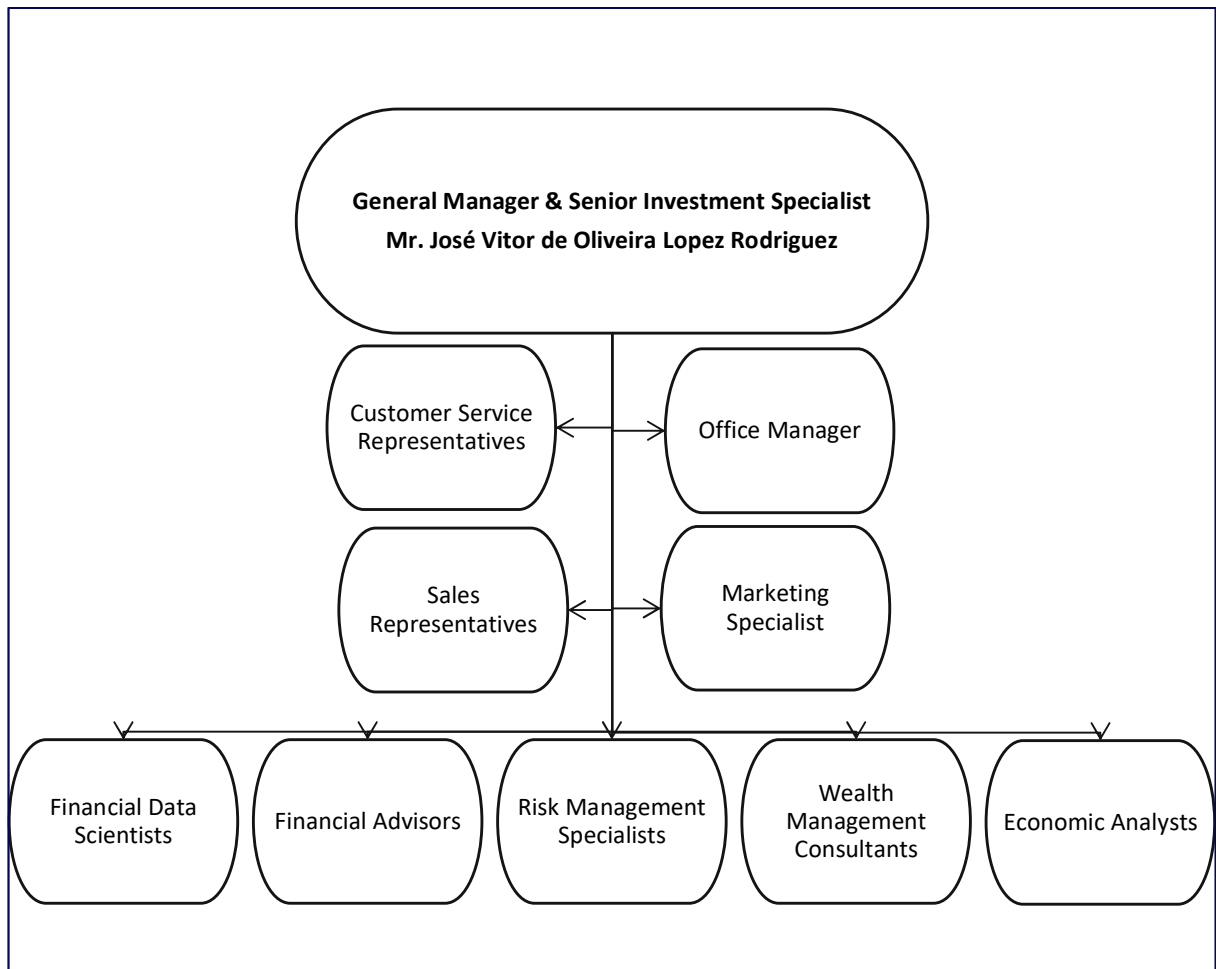 General Manager & Senior Investment Specialist
Mr. José Vitor de Oliveira Lopez Rodriguez
Customer Service
Representatives
Office Manager
Sales
Representatives
Marketing
Specialist
Financial Data
Scientists
Financial Advisors
Risk Management
Specialists
Wealth
Management
Consultants
Economic Analysts